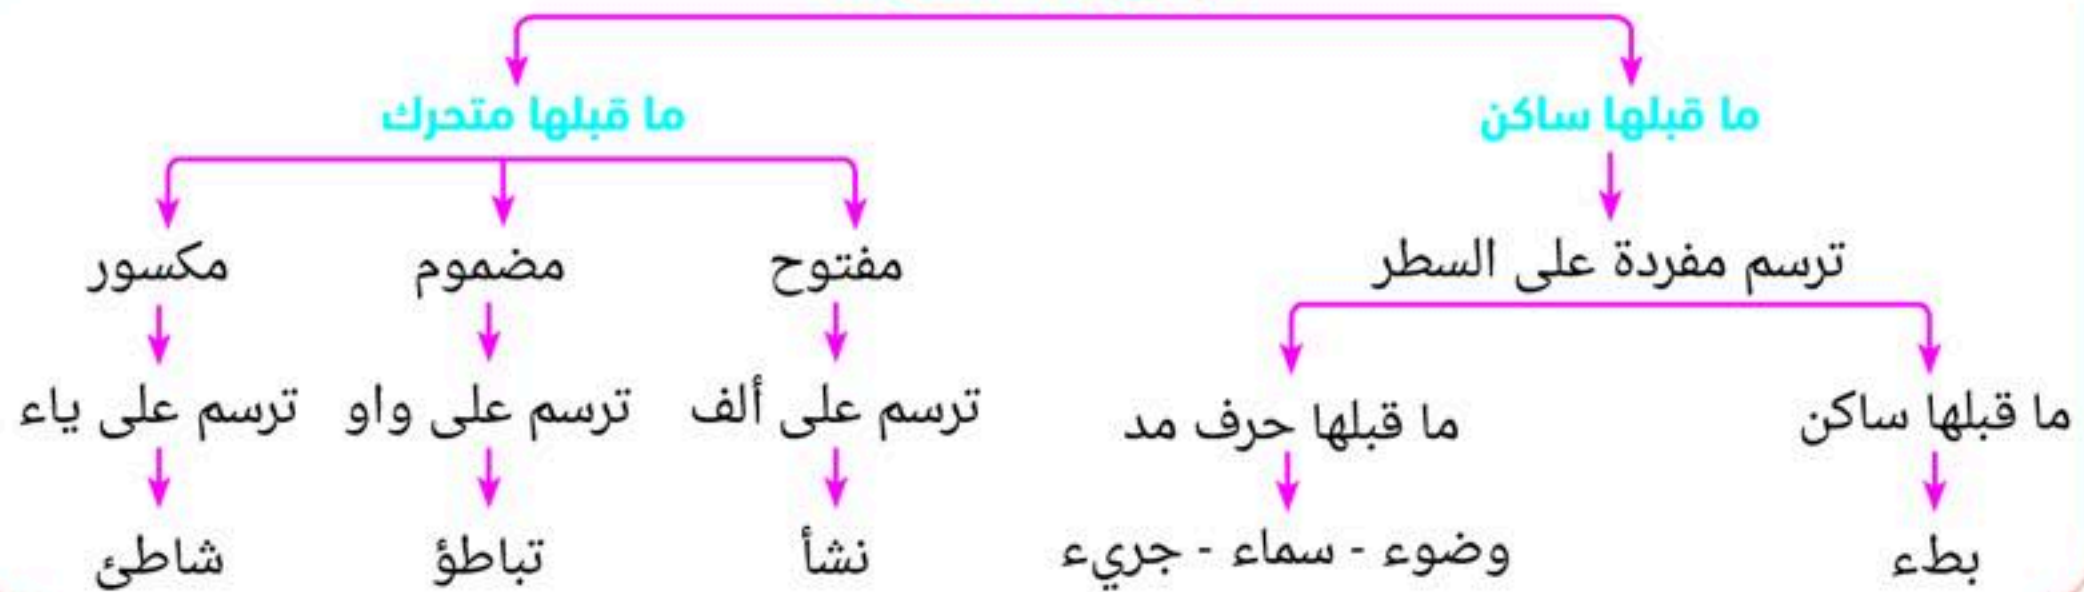 ما قبلها ساكن
ما قبلها متحرك
ترسم مفردة على السطر
مفتوح
مضموم
مكسور
ما قبلها ساكن
ما قبلها حرف مد
ترسم على ألف
ترسم على واو
ترسم على ياء
بطء
وضوء - سماء - جريء
نشأ
تباطؤ
شاطئ